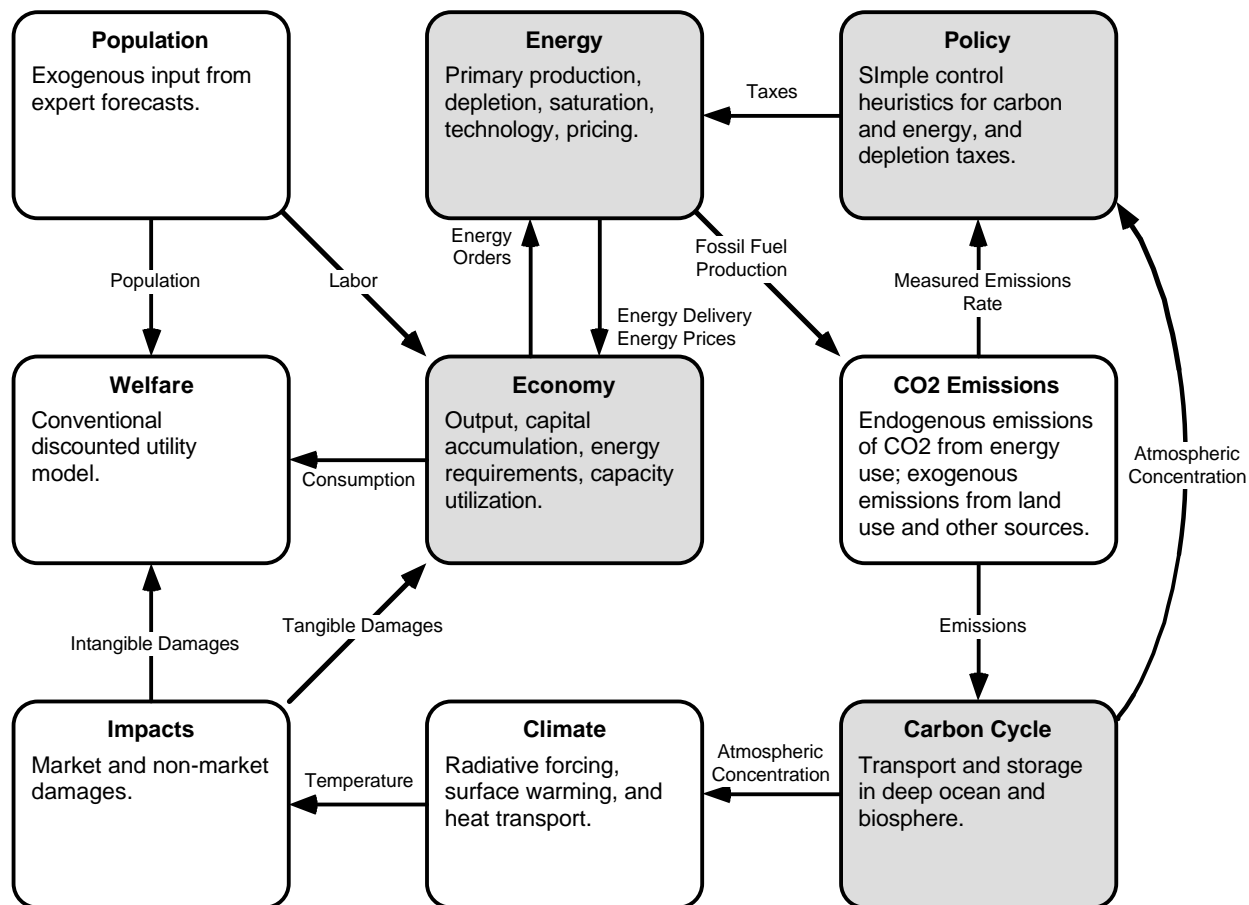 Population
Exogenous input from
expert forecasts.
Energy
Primary production,
depletion, saturation,
technology, pricing.
Taxes
Policy
SImple control
heuristics for carbon
and energy, and
depletion taxes.
Population
Labor
Energy
Orders
Energy Delivery
Energy Prices
Fossil Fuel
Production
Measured Emissions
Rate
Atmospheric
Concentration
Welfare
Conventional
discounted utility
model.
Consumption
Economy
Output, capital
accumulation, energy
requirements, capacity
utilization.
CO2 Emissions
Endogenous emissions
of CO2 from energy
use; exogenous
emissions from land
use and other sources.
Intangible Damages
Tangible Damages
Emissions
Impacts
Market and non-market
damages.
Temperature
Climate
Radiative forcing,
surface warming, and
heat transport.
Atmospheric
Concentration
Carbon Cycle
Transport and storage
in deep ocean and
biosphere.